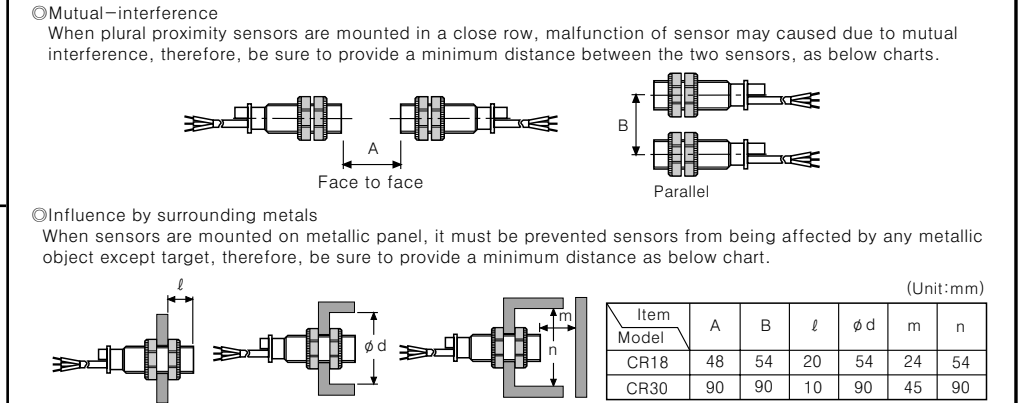 ◎Mutual-interference
When plural proximity sensors are mounted in a close row, malfunction of sensor may caused due to mutual
interference, therefore, be sure to provide a minimum distance between the two sensors, as below charts.
A
Face to face
B
Parallel
◎Influence by surrounding metals
When sensors are mounted on metallic panel, it must be prevented sensors from being affected by any metallic
object except target, therefore, be sure to provide a minimum distance as below chart.
ℓ
ød
m
n
(Unit:mm)
Item
Model
A B ℓ ød m n
CR18 48 54 20 54 24 54
CR30 90 90 10 90 45 90